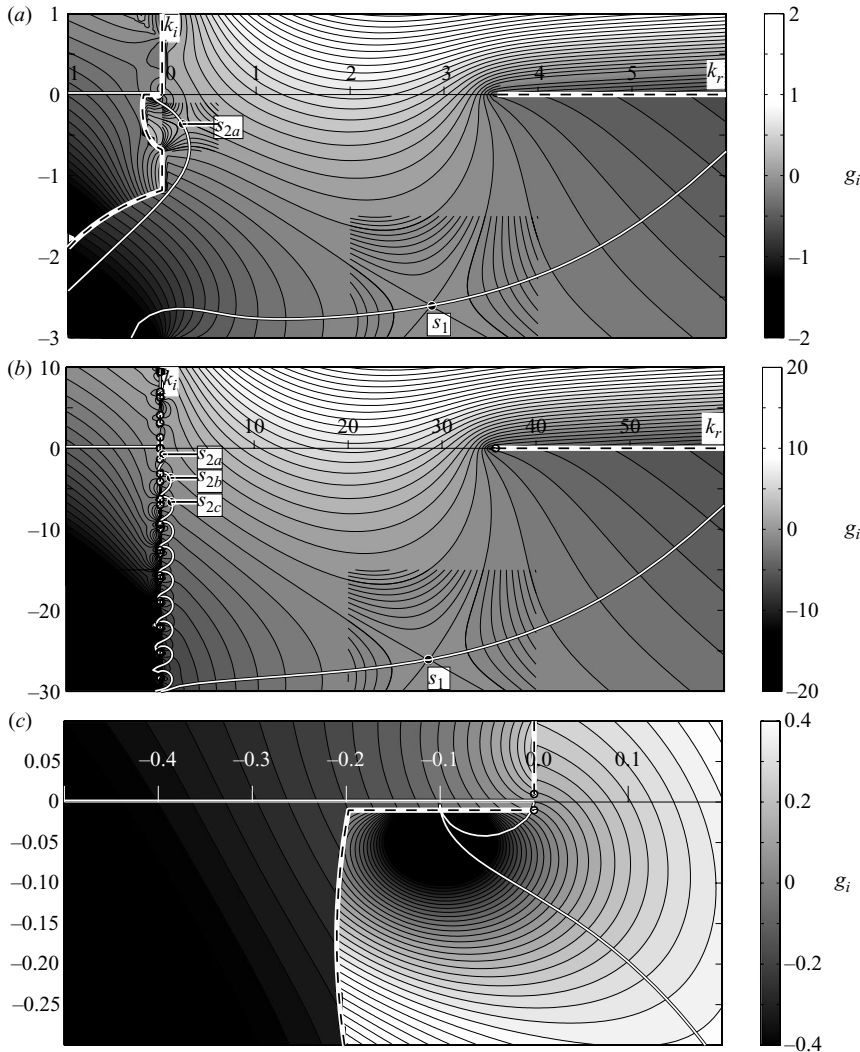 (a)
1
0
–1
–2
–3
k_i
1 0 1 2 3 4 5 k_r
s_2a
s_1
2
1
0
–1
–2
g_i
(b)
10
0
–10
–20
–30
k_i
10 20 30 40 50 k_r
s_2a
s_2b
s_2c
s_1
20
10
0
–10
–20
g_i
(c)
0.05
0
–0.05
–0.10
–0.15
–0.20
–0.25
–0.4 –0.3 –0.2 –0.1 0.0 0.1
0.4
0.2
0
–0.2
–0.4
g_i